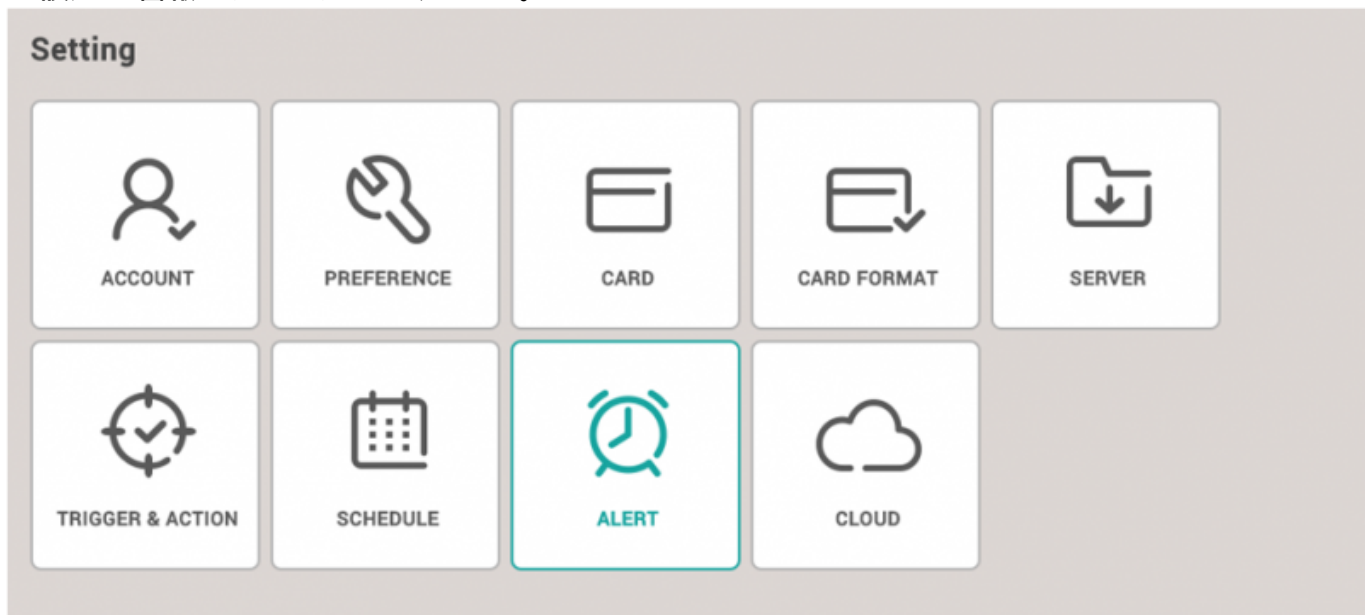 Setting
ACCOUNT
PREFERENCE
CARD
CARD FORMAT
SERVER
TRIGGER & ACTION
SCHEDULE
ALERT
CLOUD